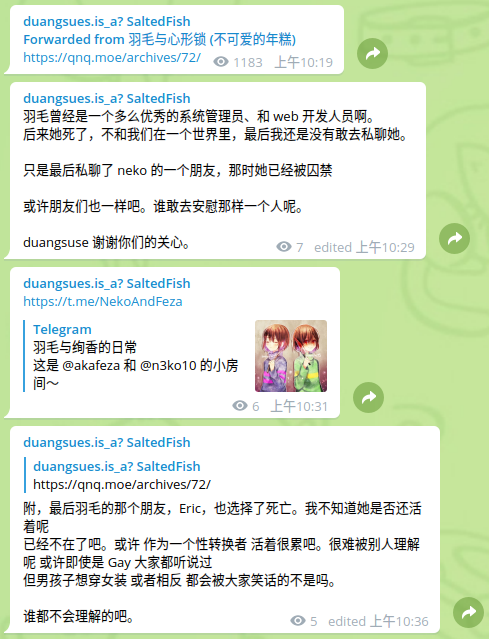 duangsues.is_a? SaltedFish
Forwarded from 羽毛与心形锁 (不可爱的年糕)
https://qnq.moe/archives/72/
1183 上午10:19
duangsues.is_a? SaltedFish
羽毛曾经是一个多么优秀的系统管理员、和 web 开发人员啊。
后来她死了，不和我们在一个世界里，最后我还是没有敢去私聊她。
只是最后私聊了 neko 的一个朋友，那时她已经被囚禁
或许朋友们也一样吧。谁敢去安慰那样一个人呢。
duangsuse 谢谢你们的关心。
7 edited 上午10:29
duangsues.is_a? SaltedFish
https://t.me/NekoAndFeza
Telegram
羽毛与绚香的日常
这是 @akafeza 和 @n3ko10 的小房
间～
6 上午10:31
duangsues.is_a? SaltedFish
duangsues.is_a? SaltedFish
https://qnq.moe/archives/72/
附，最后羽毛的那个朋友，Eric，也选择了死亡。我不知道她是否还活
着呢
已经不在了吧。或许 作为一个性转换者 活着很累吧。很难被别人理解
呢 或许即使是 Gay 大家都听说过
但男孩子想穿女装 或者相反 都会被大家笑话的不是吗。
谁都不会理解的吧。
5 edited 上午10:36